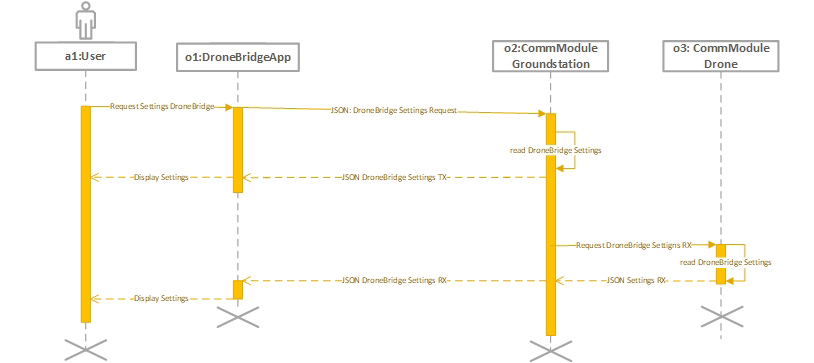 a1:User
o1:DroneBridgeApp
o2:CommModule
Groundstation
o3: CommModule
Drone
Request Settings DroneBridge
JSON: DroneBridge Settings Request
read DroneBridge Settings
Display Settings
JSON DroneBridge Settings TX
Request DroneBridge Settigns RX
read DroneBridge Settings
JSON DroneBridge Settings RX
JSON Settings RX
Display Settings